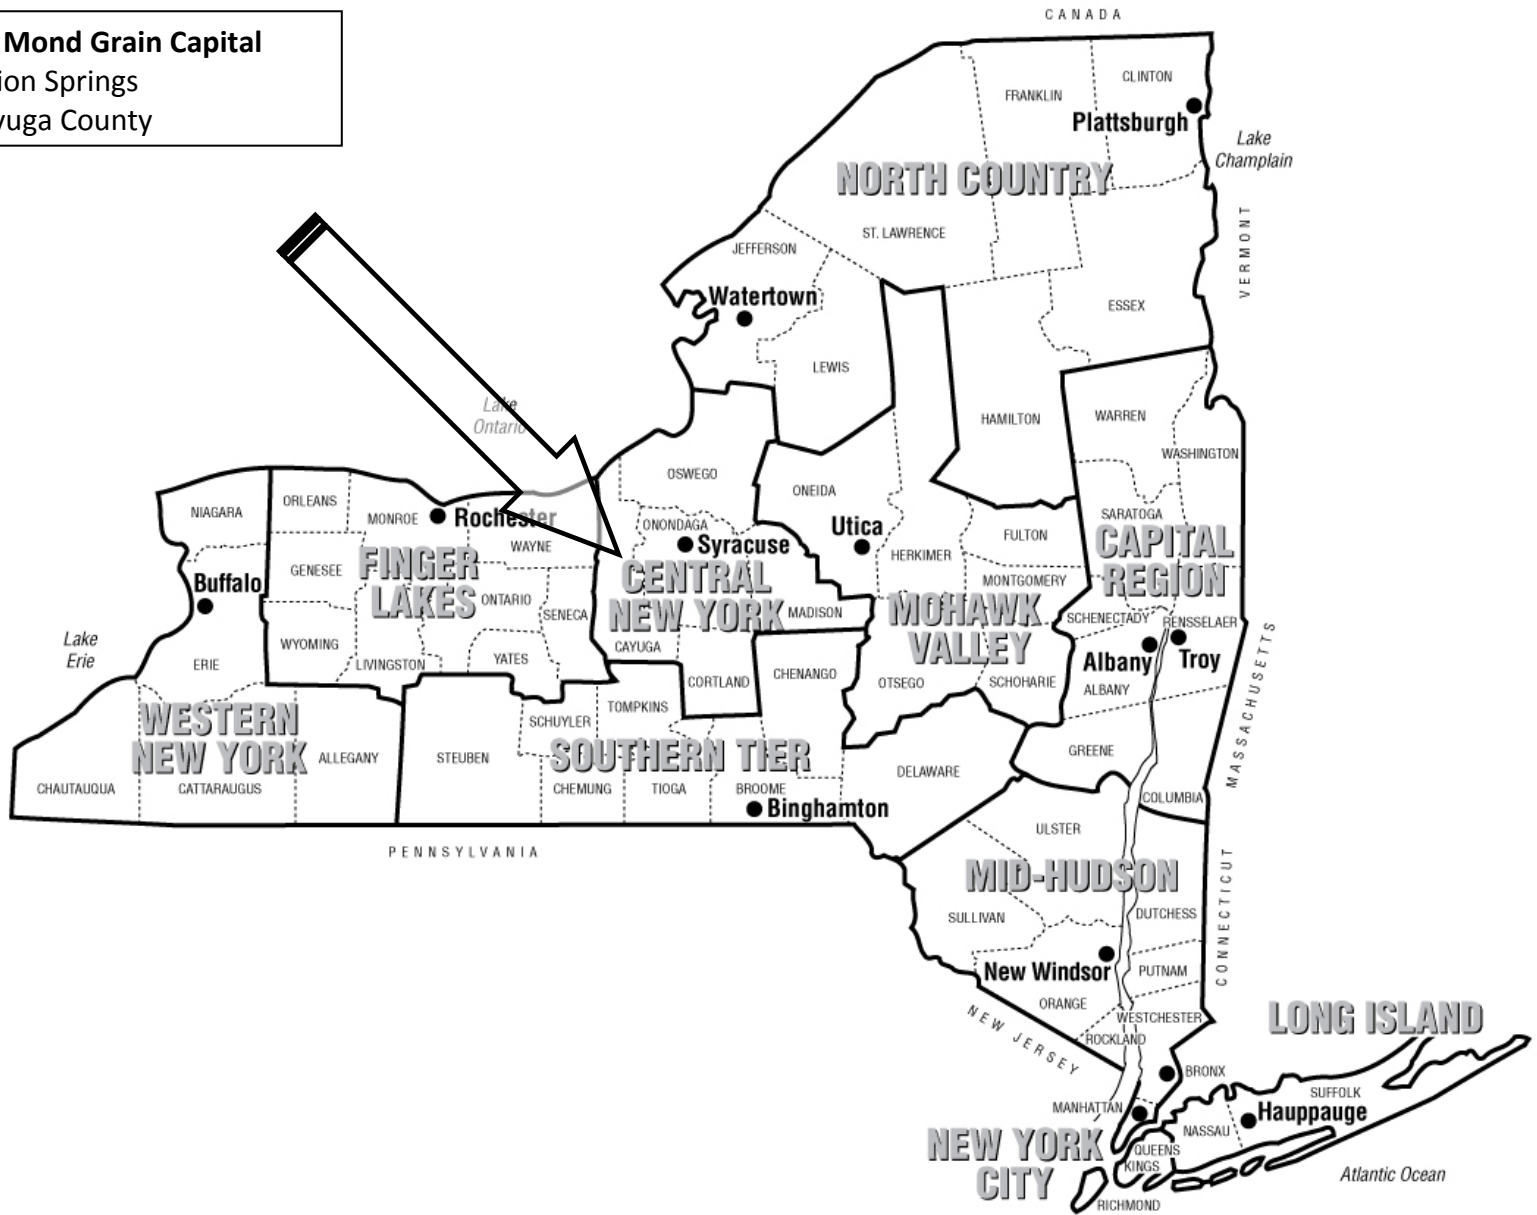 Mond Grain Capital
ion Springs
yuga County
CANADA
CLINTON
FRANKLIN
Plattsburgh
Lake
Champlain
NORTH COUNTRY
VERMONT
ST. LAWRENCE
JEFFERSON
Watertown
ESSEX
LEWIS
HAMILTON
WARREN
WASHINGTON
Lake
Ontario
OSWEGO
ONEIDA
NIAGARA
ORLEANS
MONROE
Rochester
WAYNE
ONONDAGA
Syracuse
Utica
HERKIMER
FULTON
SARATOGA
CAPITAL
REGION
GENESEE
FINGER
LAKES
ONTARIO
SENECA
CENTRAL
NEW YORK
MADISON
MONTGOMERY
MOHAWK
VALLEY
SCHENECTADY
RENSSELAER
Buffalo
Lake
Erie
ERIE
WYOMING
LIVINGSTON
YATES
CAYUGA
CORTLAND
CHENANGO
OTSEGO
SCHOHARIE
Albany
Troy
ALBANY
MASSACHUSETTS
WESTERN
NEW YORK
ALLEGANY
STEUBEN
SCHUYLER
TOMPKINS
SOUTHERN TIER
GREENE
DELAWARE
CHAUTAUQUA
CATTARAUGUS
CHEMUNG
TIOGA
BROOME
Binghamton
COLUMBIA
PENNSYLVANIA
ULSTER
MID-HUDSON
SULLIVAN
DUTCHESS
CONNECTICUT
New Windsor
PUTNAM
ORANGE
NEW JERSEY
WESTCHESTER
ROCKLAND
LONG ISLAND
BRONX
SUFFOLK
MANHATTAN
Hauppauge
NASSAU
NEW YORK
CITY
QUEENS
KINGS
RICHMOND
Atlantic Ocean